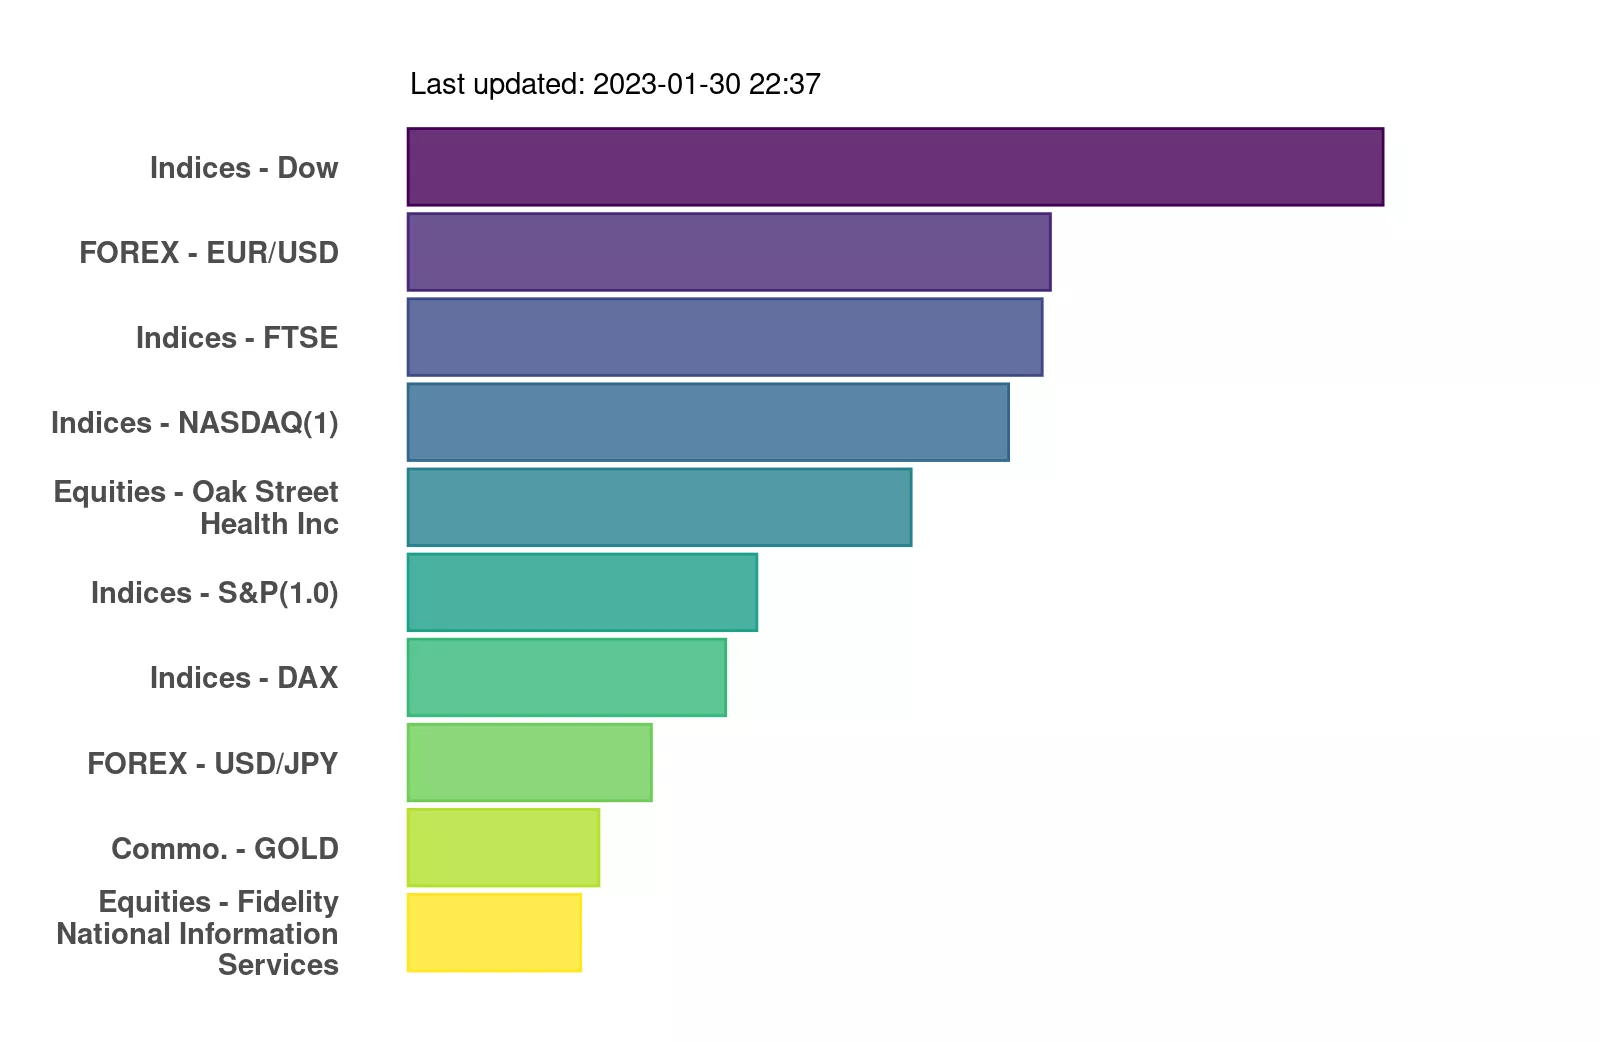 Last updated: 2023-01-30 22:37
Indices - Dow
FOREX - EUR/USD
Indices - FTSE
Indices - NASDAQ(1)
Equities - Oak Street
Health Inc
Indices - S&P(1.0)
Indices - DAX
FOREX - USD/JPY
Commo. - GOLD
Equities - Fidelity
National Information
Services